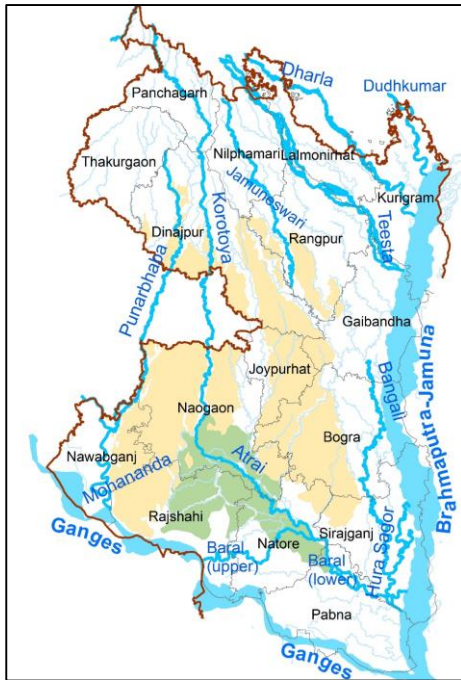 Dharla
Dudhkumar
Panchagarh
Thakurgaon
Nilphamari
Lalmonirhat
Kurigram
Jamuneswari
Korotoya
Teesta
Dinajpur
Rangpur
Punarbhaba
Gaibandha
Joypurhat
Bangali
Brahmapura-Jamuna
Naogaon
Bogra
Nawabganj
Mohananda
Atrai
Rajshahi
Sirajganj
Hura Sagor
Ganges
Baral
(upper)
Natore
Baral
(lower)
Pabna
Ganges